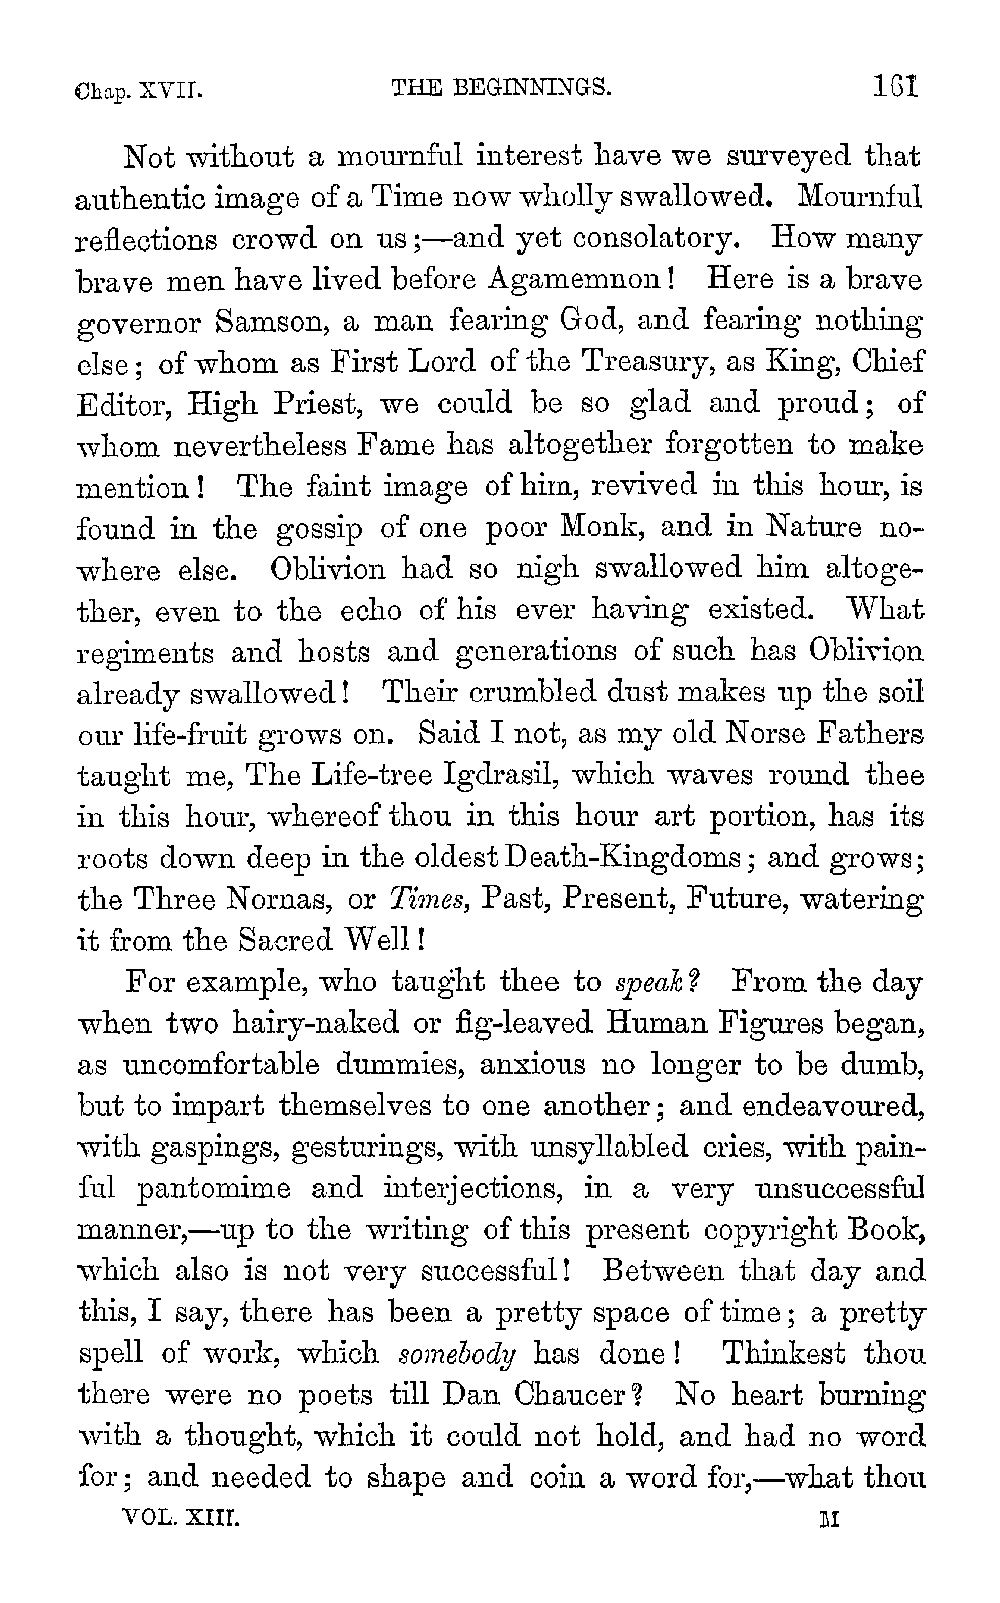 Chap. XVII. THE BEGINNINGS. 161
Not without a mournful interest have we surveyed that
authentic image of a Time now wholly swallowed. Mournful
reflections crowd on us;—and yet consolatory. How many
brave men have lived before Agamemnon! Here is a brave
governor Samson, a man fearing God, and fearing nothing
else; of whom as First Lord of the Treasury, as King, Chief
Editor, High Priest, we could be so glad and proud; of
whom nevertheless Fame has altogether forgotten to make
mention! The faint image of him, revived in this hour, is
found in the gossip of one poor Monk, and in Nature no-
where else. Oblivion had so nigh swallowed him altoge-
ther, even to the echo of his ever having existed. What
regiments and hosts and generations of such has Oblivion
already swallowed! Their crumbled dust makes up the soil
our life-fruit grows on. Said I not, as my old Norse Fathers
taught me, The Life-tree Igdrasil, which waves round thee
in this hour, whereof thou in this hour art portion, has its
roots down deep in the oldest Death-Kingdoms; and grows;
the Three Nornas, or Times, Past, Present, Future, watering
it from the Sacred Well!
For example, who taught thee to speak? From the day
when two hairy-naked or fig-leaved Human Figures began,
as uncomfortable dummies, anxious no longer to be dumb,
but to impart themselves to one another; and endeavoured,
with gaspings, gesturings, with unsyllabled cries, with pain-
ful pantomime and interjections, in a very unsuccessful
manner,—up to the writing of this present copyright Book,
which also is not very successful! Between that day and
this, I say, there has been a pretty space of time; a pretty
spell of work, which somebody has done! Thinkest thou
there were no poets till Dan Chaucer? No heart burning
with a thought, which it could not hold, and had no word
for; and needed to shape and coin a word for,—what thou
VOL. XIII. M